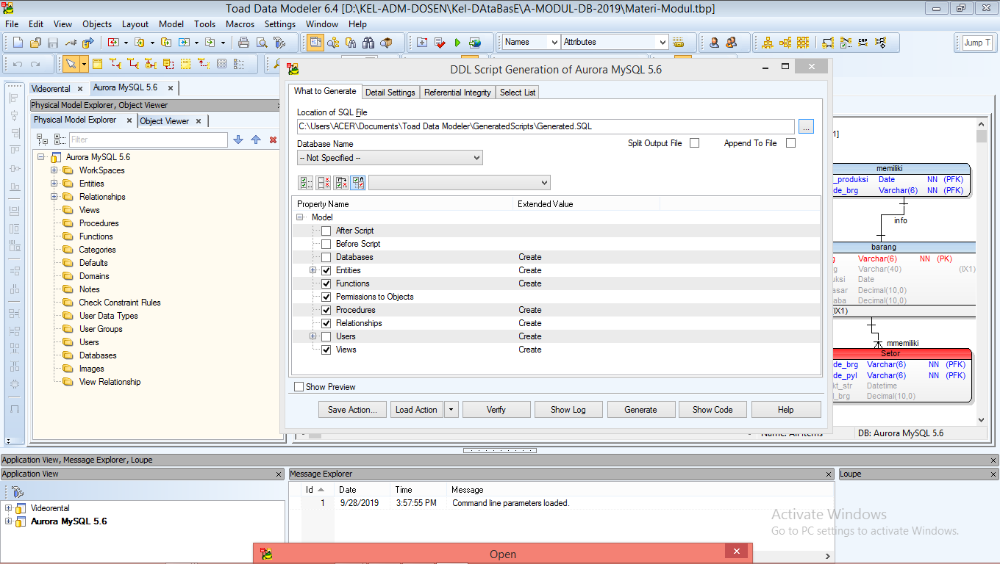 Toad Data Modeler 6.4 [D:\KEL-ADM-DOSEN\Kel-DAtaBasE\A-MODUL-DB-2019\Materi-Modul.tbp]
File Edit View Objects Layout Model Tools Macros Settings Window Help
Names Attributes Jump T
Videorental Aurora MySQL 5.6
Physical Model Explorer, Object Viewer
Physical Model Explorer Object Viewer
Filter
Aurora MySQL 5.6
WorkSpaces
Entities
Relationships
Views
Procedures
Functions
Categories
Defaults
Domains
Notes
Check Constraint Rules
User Data Types
User Groups
Users
Databases
Images
View Relationship
DDL Script Generation of Aurora MySQL 5.6
What to Generate Detail Settings Referential Integrity Select List
Location of SQL File
C:\Users\ACER\Documents\Toad Data Modeler\GeneratedScripts\Generated.SQL ...
Database Name Split Output File Append To File
-- Not Specified --
Property Name Extended Value
Model
After Script
Before Script
Databases Create
Entities Create
Functions Create
Permissions to Objects
Procedures Create
Relationships Create
Users Create
Views Create
Show Preview
Save Action... Load Action Verify Show Log Generate Show Code Help
1]
memiliki
_produksi Date NN (PFK)
de_brg Varchar(6) NN (PFK)
info
barang
g Varchar(6) NN (PK)
g Varchar(40) (IX1)
uksi Date
asar Decimal(10,0)
aba Decimal(10,0)
(IX1)
mmemiliki
Setor
de_brg Varchar(6) NN (PFK)
de_pyl Varchar(6) NN (PFK)
kt_str Datetime
l_brg Decimal(10,0)
Name: All Items DB: Aurora MySQL 5.6
Application View, Message Explorer, Loupe
Application View
Videorental
Aurora MySQL 5.6
Message Explorer
Id Date Time Message
1 9/28/2019 3:57:55 PM Command line parameters loaded.
Loupe
Activate Windows
Go to PC settings to activate Windows.
Open